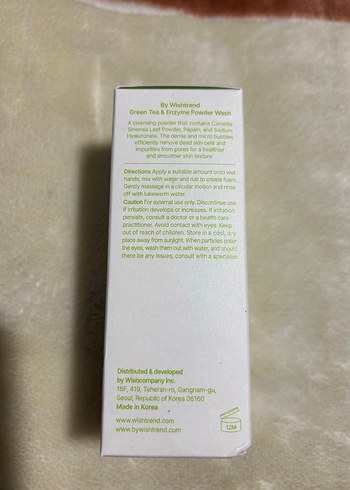 By Wishtrend
Green Tea & Enzyme Powder Wash
A cleansing powder that contains Camellia
Sinensis Leaf Powder, Papain, and Sodium
Hyaluronate. The dense and micro bubbles
efficiently remove dead skin cells and
impurities from pores for a healthier
and smoother skin texture.
Directions Apply a suitable amount onto wet
hands, mix with water and rub to create foam.
Gently massage in a circular motion and rinse
off with lukewarm water.
Caution For external use only. Discontinue use
if irritation develops or increases. If irritation
persists, consult a doctor or a health care
practitioner. Avoid contact with eyes. Keep
out of reach of children. Store in a cool, dry
place away from sunlight. When particles enter
the eyes, wash them out with water, and should
there be any issues, consult with a specialist.
Distributed & developed
by Wishcompany Inc.
16F, 419, Teheran-ro, Gangnam-gu,
Seoul, Republic of Korea 06160
Made in Korea
www.wishtrend.com
www.bywishtrend.com
12M